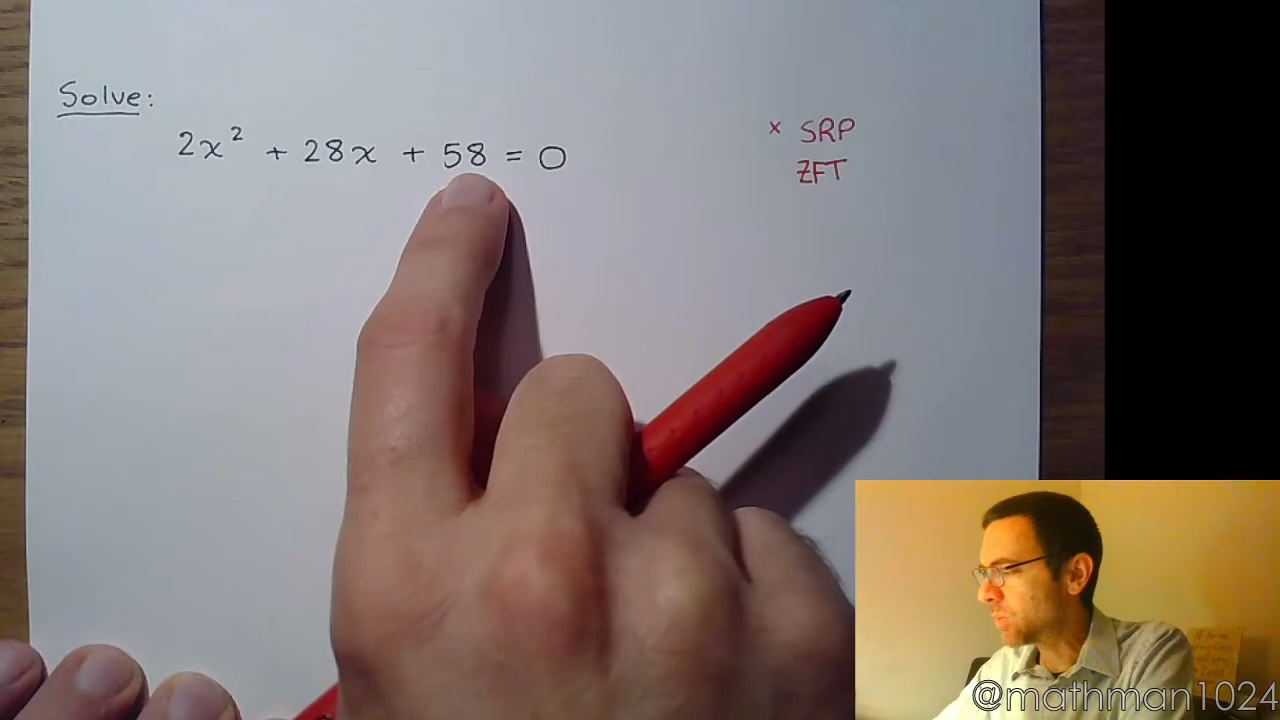 Solve:
2x² + 28x + 58 = 0
x SRP
ZFT
@mathman1024